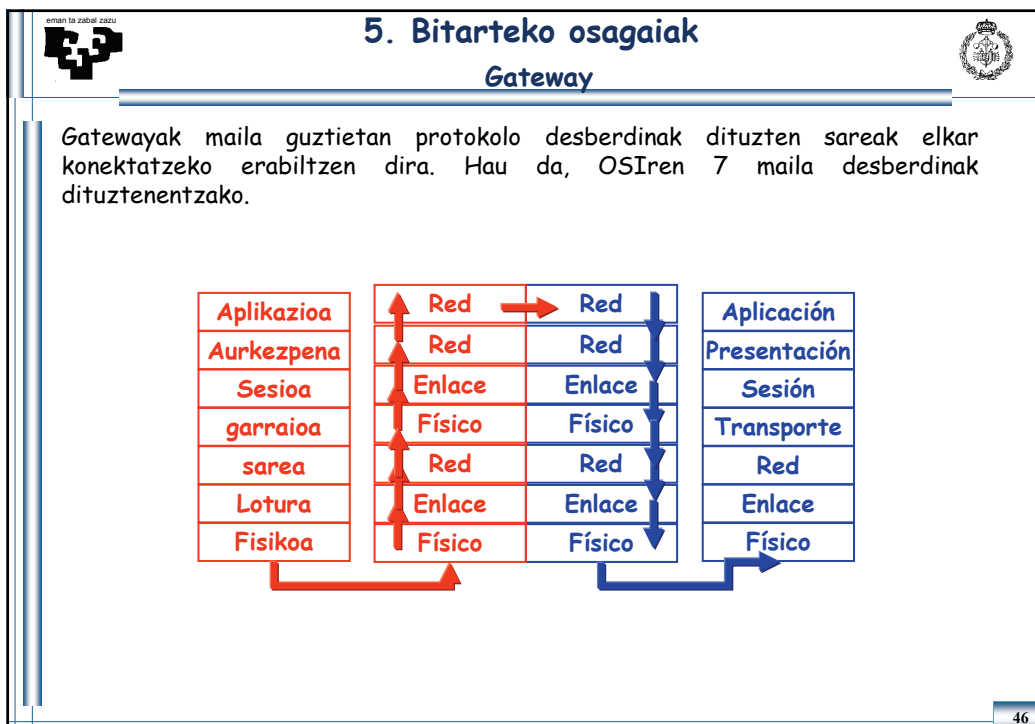 eman ta zabal zazu
5. Bitarteko osagaiak
Gateway
Gatewayak maila guztietan protokolo desberdinak dituzten sareak elkar
konektatzeko erabiltzen dira. Hau da, OSIren 7 maila desberdinak
dituztenentzako.
Aplikazioa Red Red Aplicación
Aurkezpena Red Red Presentación
Sesioa Enlace Enlace Sesión
garraioa Físico Físico Transporte
sarea Red Red Red
Lotura Enlace Enlace Enlace
Fisikoa Físico Físico Físico
46